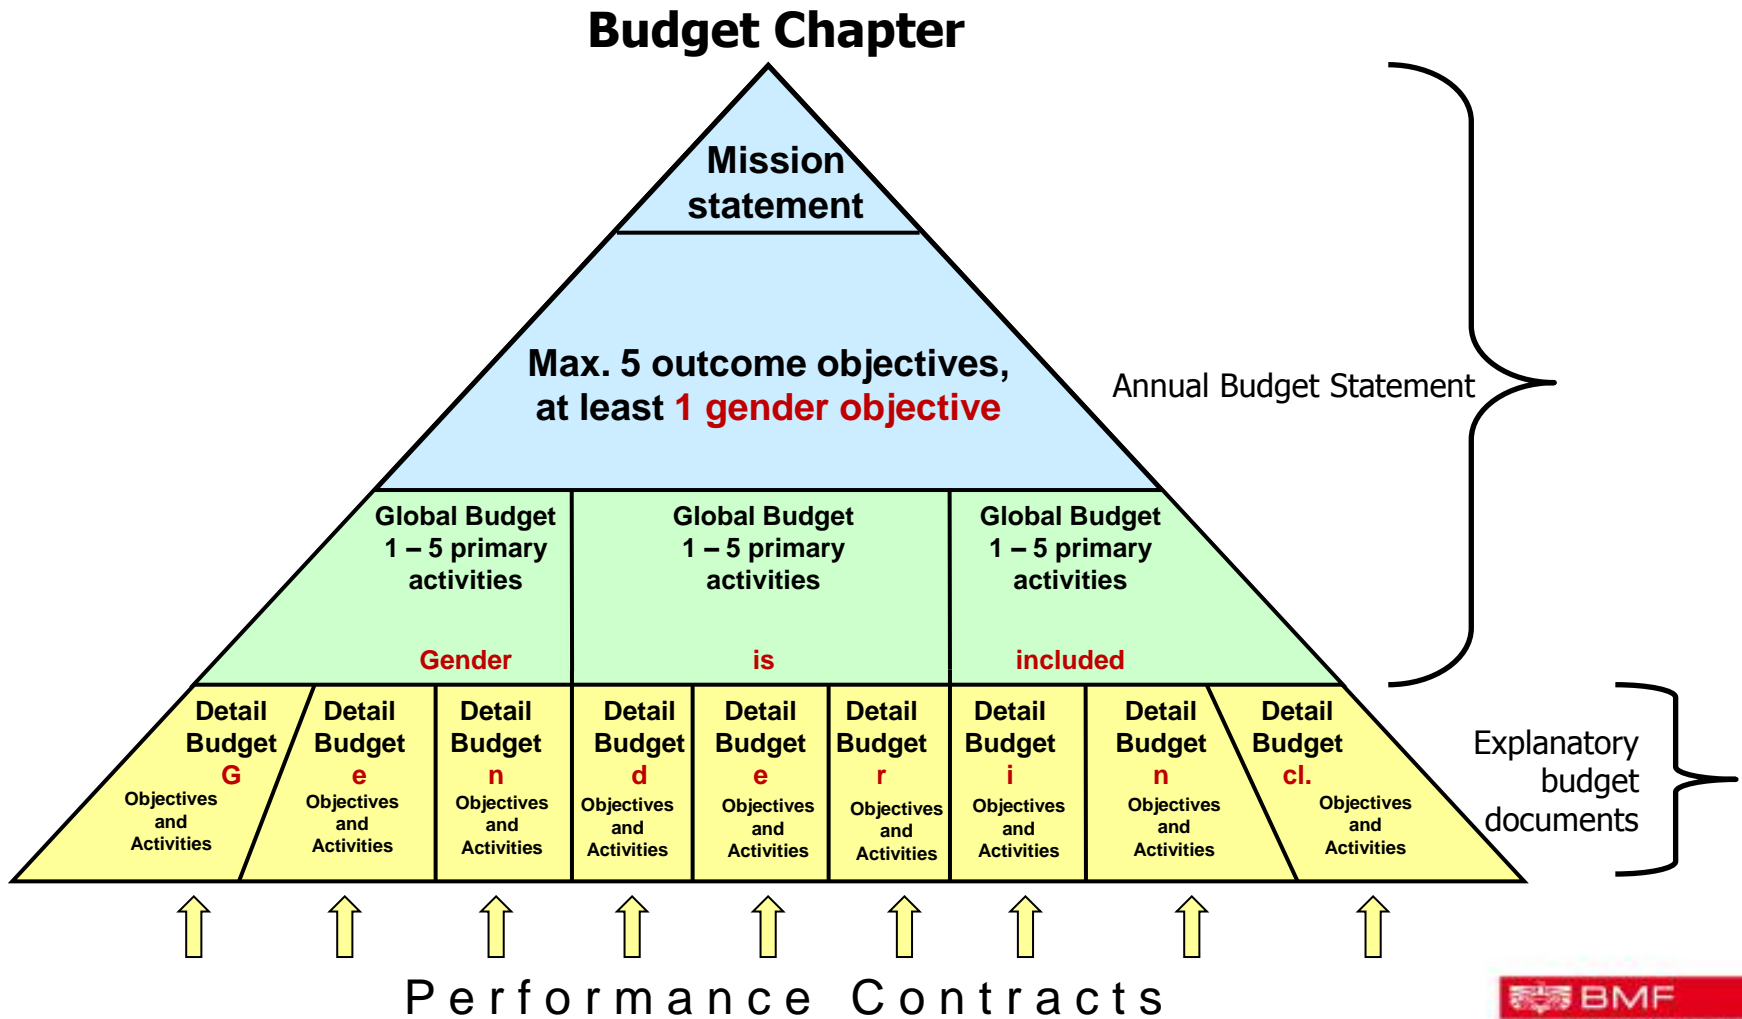 Budget Chapter
Mission
statement
Max. 5 outcome objectives,
at least 1 gender objective
Annual Budget Statement
Global Budget
1 – 5 primary
activities
Gender
Global Budget
1 – 5 primary
activities
is
Global Budget
1 – 5 primary
activities
included
Detail
Budget
G
Objectives
and
Activities
Detail
Budget
e
Objectives
and
Activities
Detail
Budget
n
Objectives
and
Activities
Detail
Budget
d
Objectives
and
Activities
Detail
Budget
e
Objectives
and
Activities
Detail
Budget
r
Objectives
and
Activities
Detail
Budget
i
Objectives
and
Activities
Detail
Budget
n
Objectives
and
Activities
Detail
Budget
cl.
Objectives
and
Activities
Explanatory
budget
documents
Performance Contracts
BMF